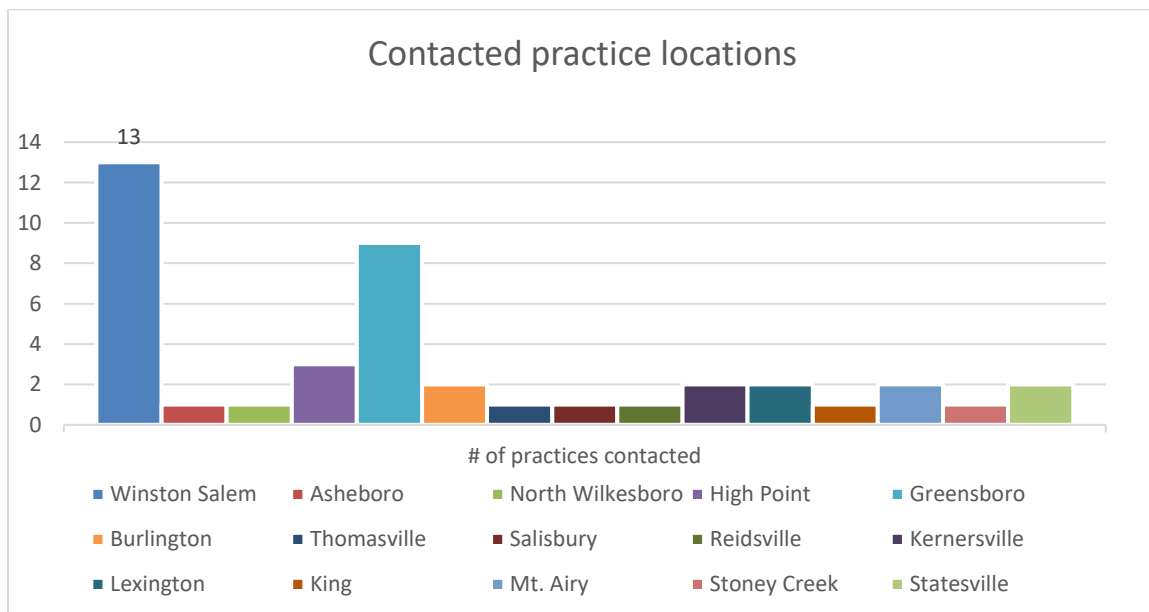 Contacted practice locations
13
14
12
10
8
6
4
2
0
# of practices contacted
Winston Salem Asheboro North Wilkesboro High Point Greensboro
Burlington Thomasville Salisbury Reidsville Kernersville
Lexington King Mt. Airy Stoney Creek Statesville